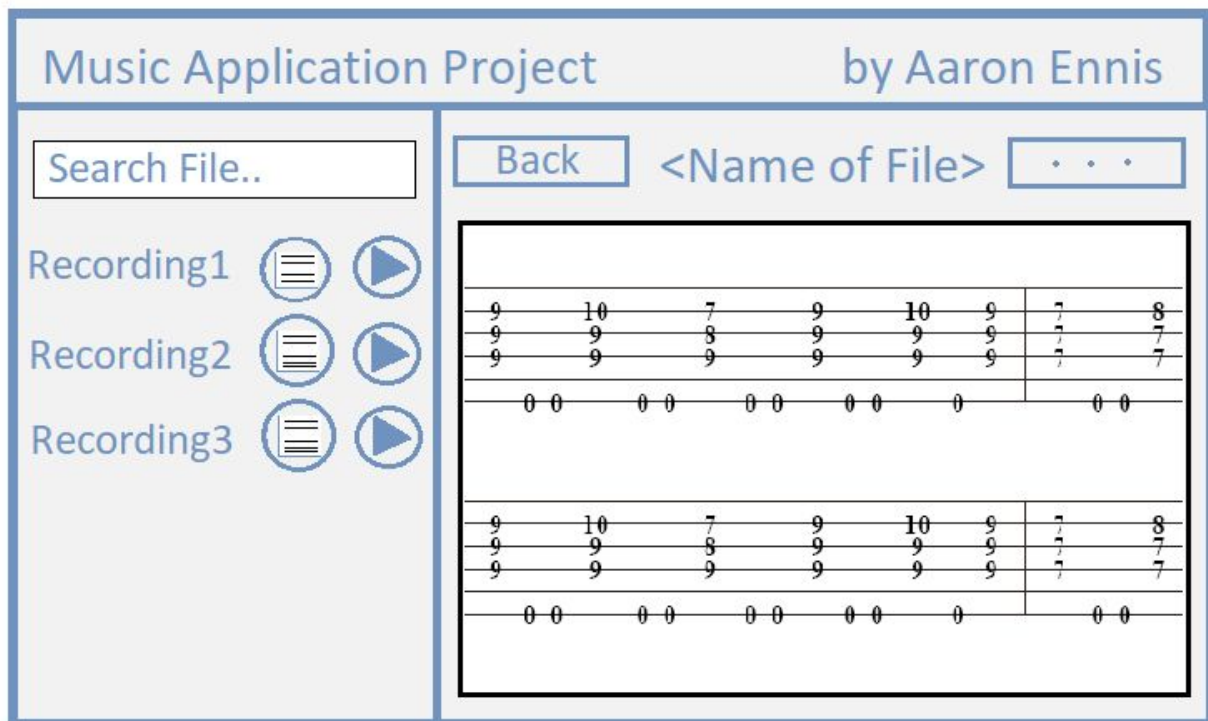 Music Application Project by Aaron Ennis
Search File..
Recording1
Recording2
Recording3
Back <Name of File> . . .
9 10 7 9 10 9 7 8
9 9 8 9 9 9 7 7
9 9 9 9 9 9 7 7
0 0 0 0 0 0 0 0 0 0 0
9 10 7 9 10 9 7 8
9 9 8 9 9 9 7 7
9 9 9 9 9 9 7 7
0 0 0 0 0 0 0 0 0 0 0